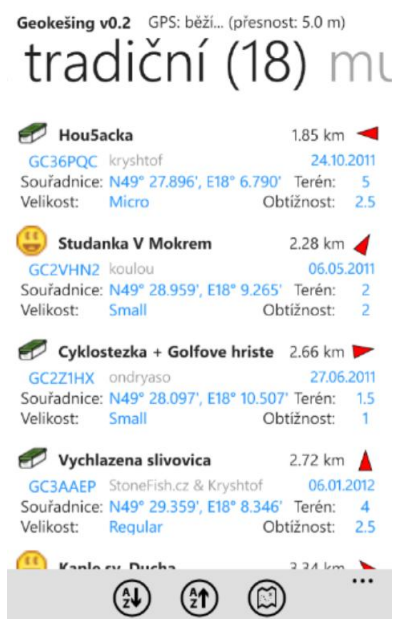 Geokešing v0.2 GPS: běží... (přesnost: 5.0 m)
tradiční (18) mu
Hou5acka 1.85 km
GC36PQC kryshtof 24.10.2011
Souřadnice: N49° 27.896', E18° 6.790' Terén: 5
Velikost: Micro Obtížnost: 2.5
Studanka V Mokrem 2.28 km
GC2VHN2 koulou 06.05.2011
Souřadnice: N49° 28.959', E18° 9.265' Terén: 2
Velikost: Small Obtížnost: 2
Cyklostezka + Golfove hriste 2.66 km
GC2Z1HX ondryaso 27.06.2011
Souřadnice: N49° 28.097', E18° 10.507' Terén: 1.5
Velikost: Small Obtížnost: 1
Vychlazena slivovica 2.72 km
GC3AAEP StoneFish.cz & Kryshtof 06.01.2012
Souřadnice: N49° 29.359', E18° 8.346' Terén: 4
Velikost: Regular Obtížnost: 2.5
Kaple sv. Ducha 3.34 km